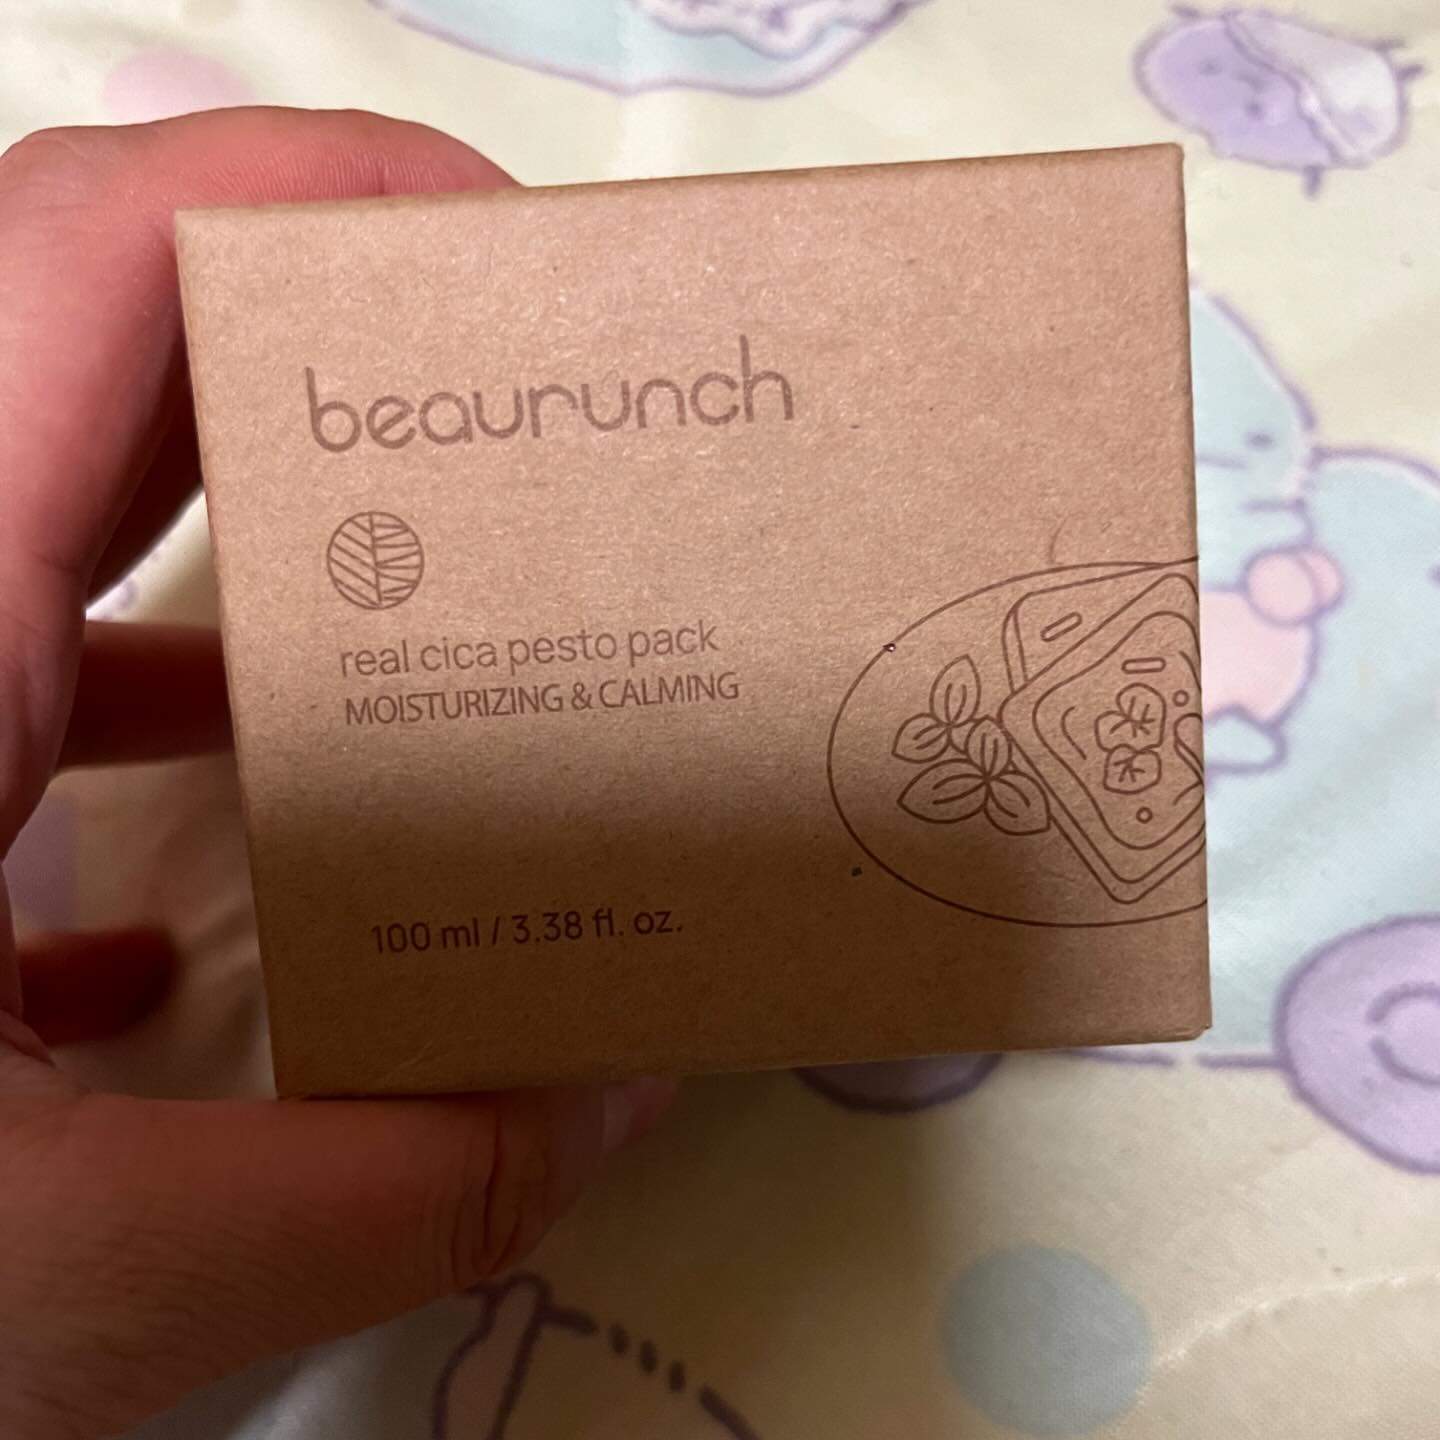 beaurunch
real cica pesto pack
MOISTURIZING & CALMING
100 ml / 3.38 fl. oz.